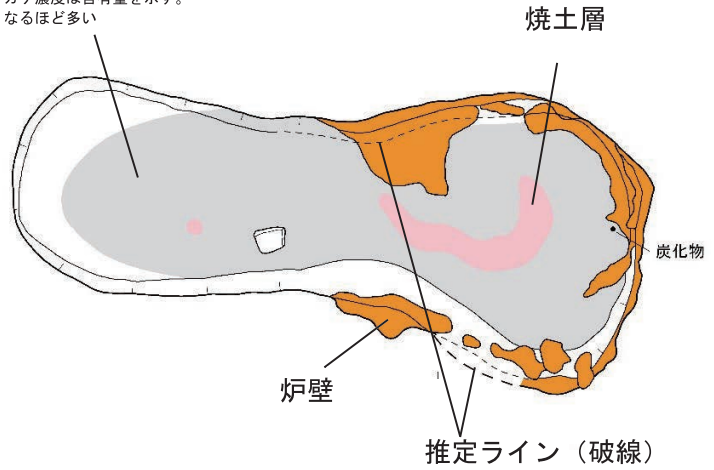 なるほど多い
焼土層
炭化物
炉壁
推定ライン（破線）